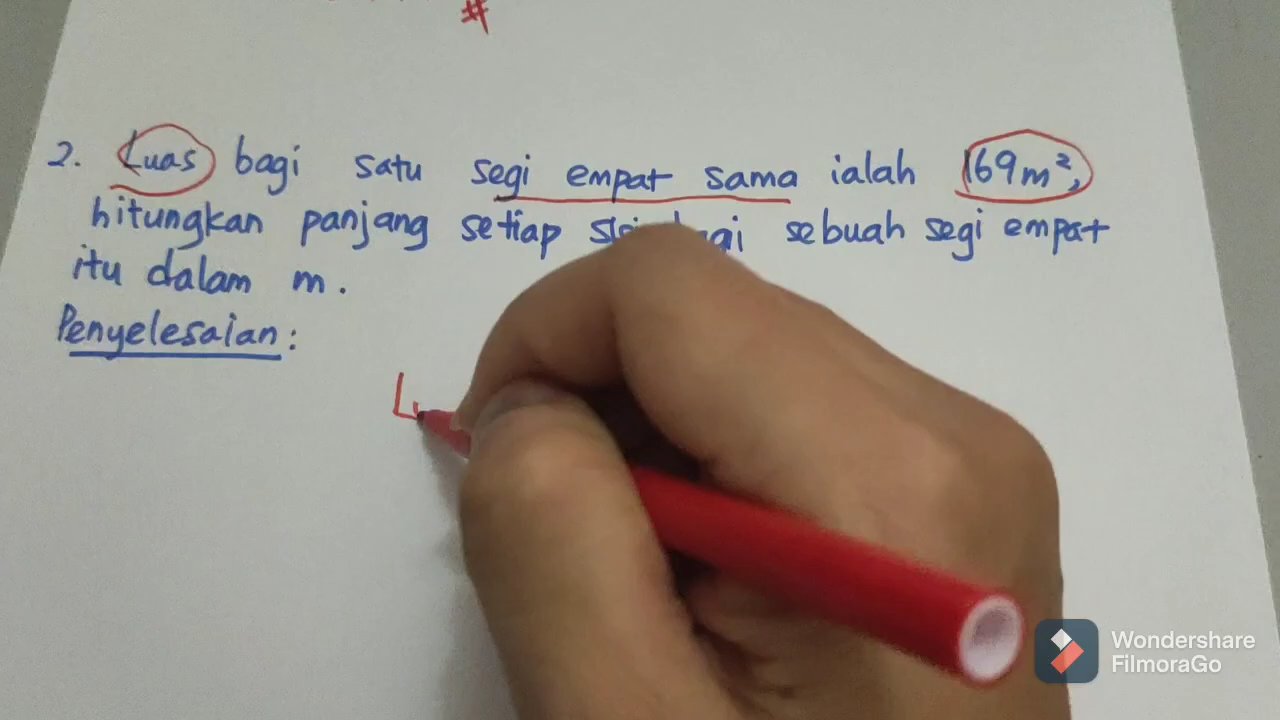 #
2. Luas bagi satu segi empat sama ialah 169m²,
hitungkan panjang setiap sebuah segi empat
itu dalam m.
Penyelesaian:
Wondershare
FilmoraGo